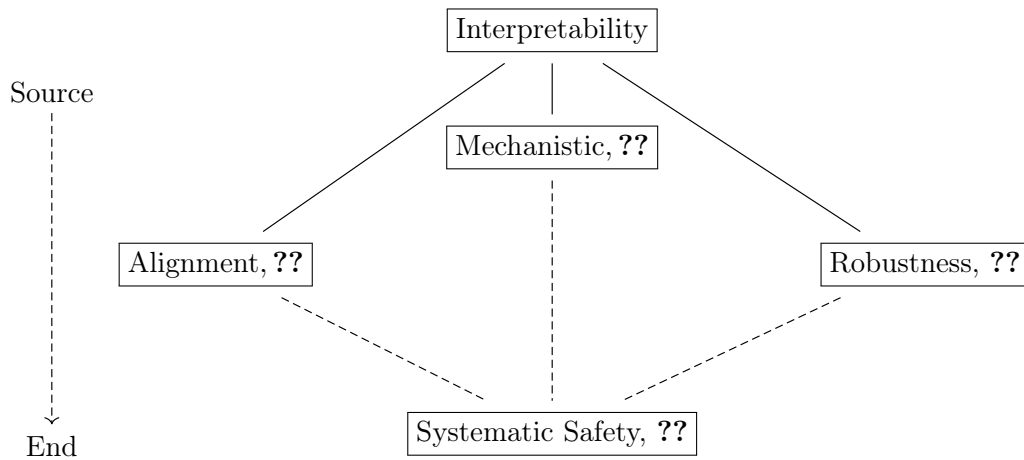 Interpretability
Source
Mechanistic, ??
Alignment, ??
Robustness, ??
Systematic Safety, ??
End